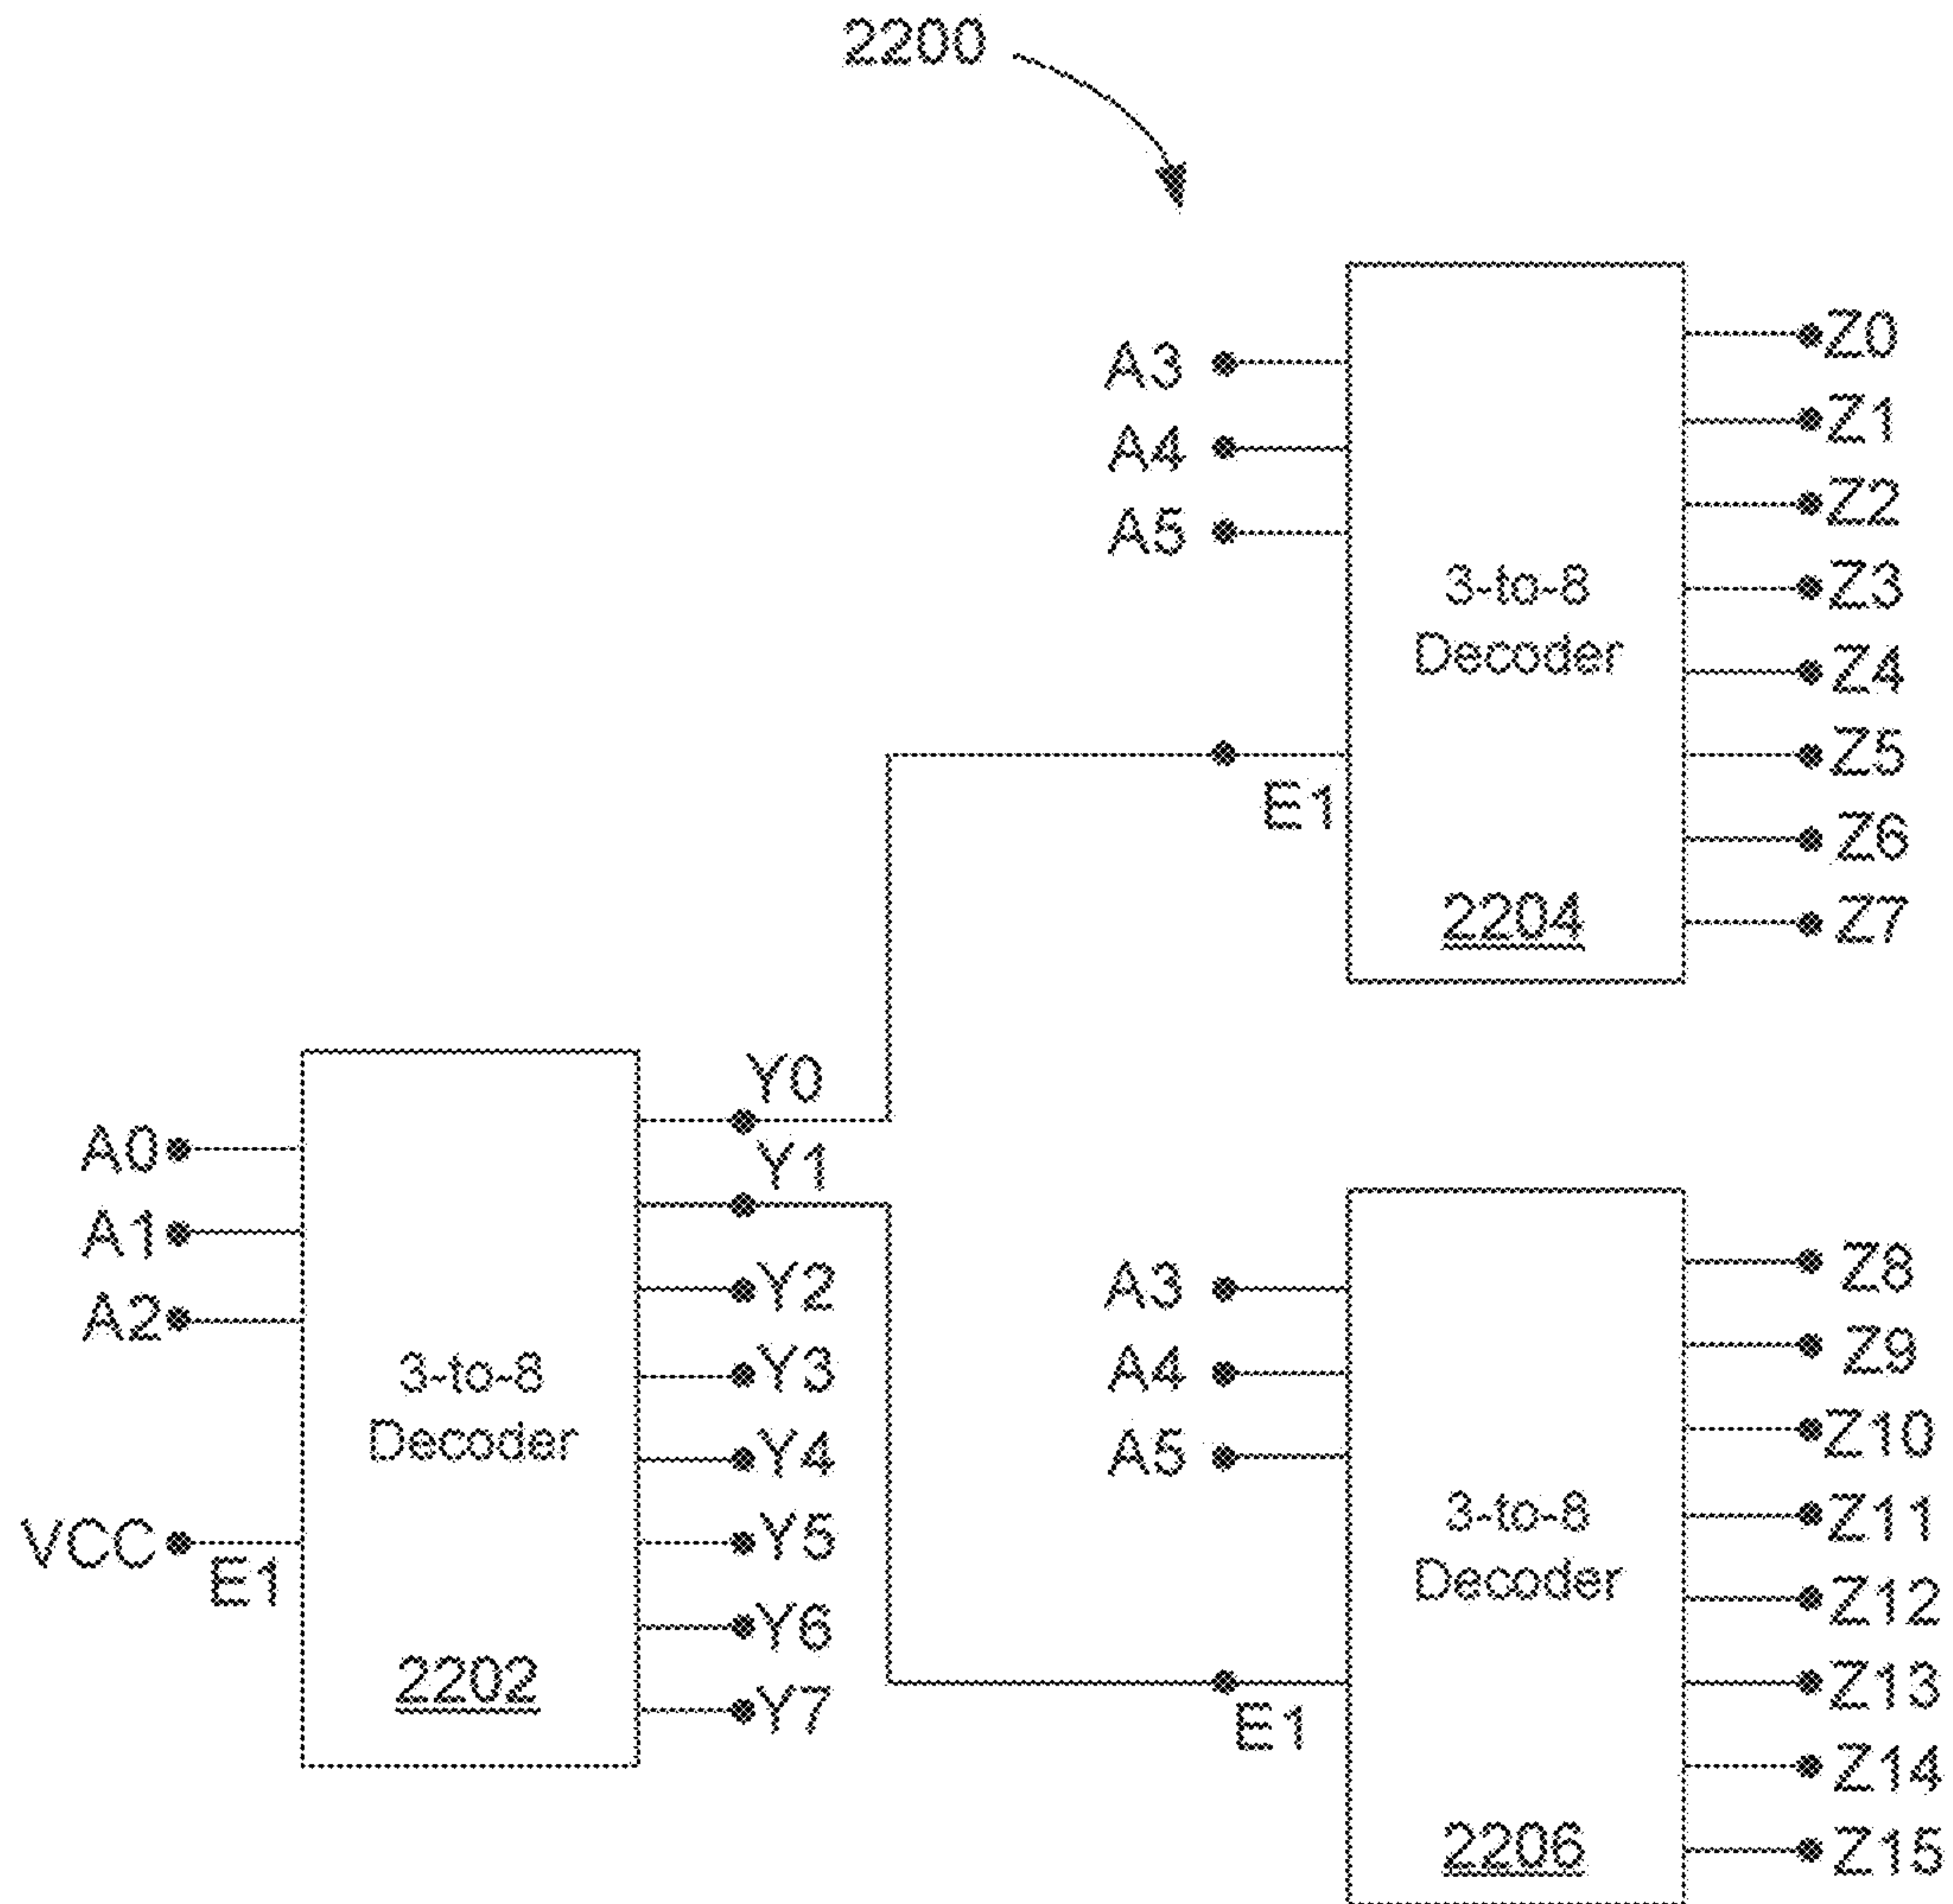 2200
A3
A4
A5
E1
3-to-8
Decoder
2204
Z0
Z1
Z2
Z3
Z4
Z5
Z6
Z7
A0
A1
A2
VCC
E1
3-to-8
Decoder
2202
Y0
Y1
Y2
Y3
Y4
Y5
Y6
Y7
A3
A4
A5
E1
3-to-8
Decoder
2206
Z8
Z9
Z10
Z11
Z12
Z13
Z14
Z15